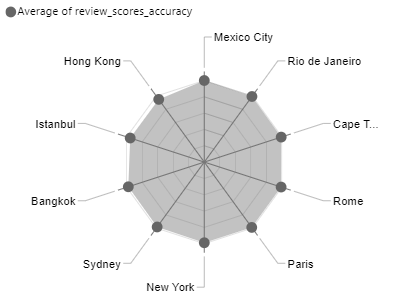 Average of review_scores_accuracy
Mexico City
Hong Kong
Rio de Janeiro
Istanbul
Cape T...
Bangkok
Rome
Sydney
Paris
New York